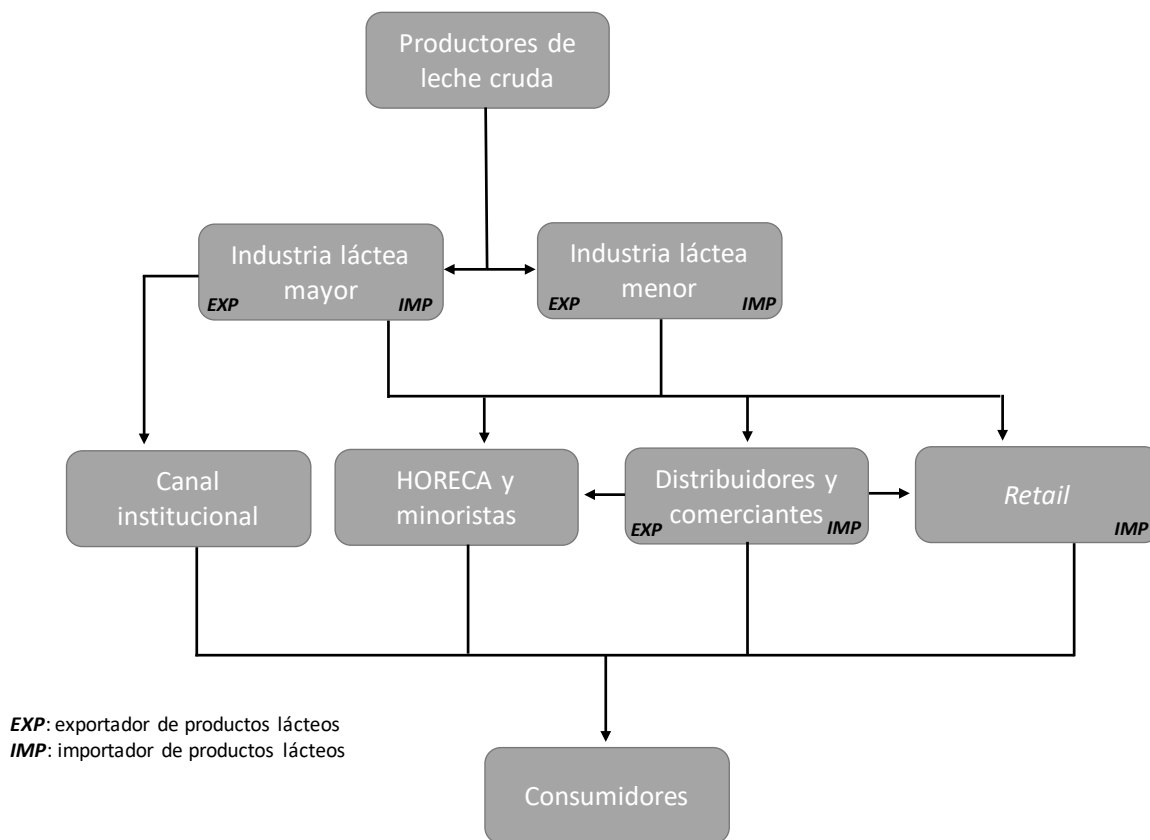 Productores de
leche cruda
Industria láctea
mayor
EXP
IMP
Industria láctea
menor
EXP
IMP
Canal
institucional
HORECA y
minoristas
Distribuidores y
comerciantes
EXP
IMP
Retail
IMP
EXP: exportador de productos lácteos
IMP: importador de productos lácteos
Consumidores